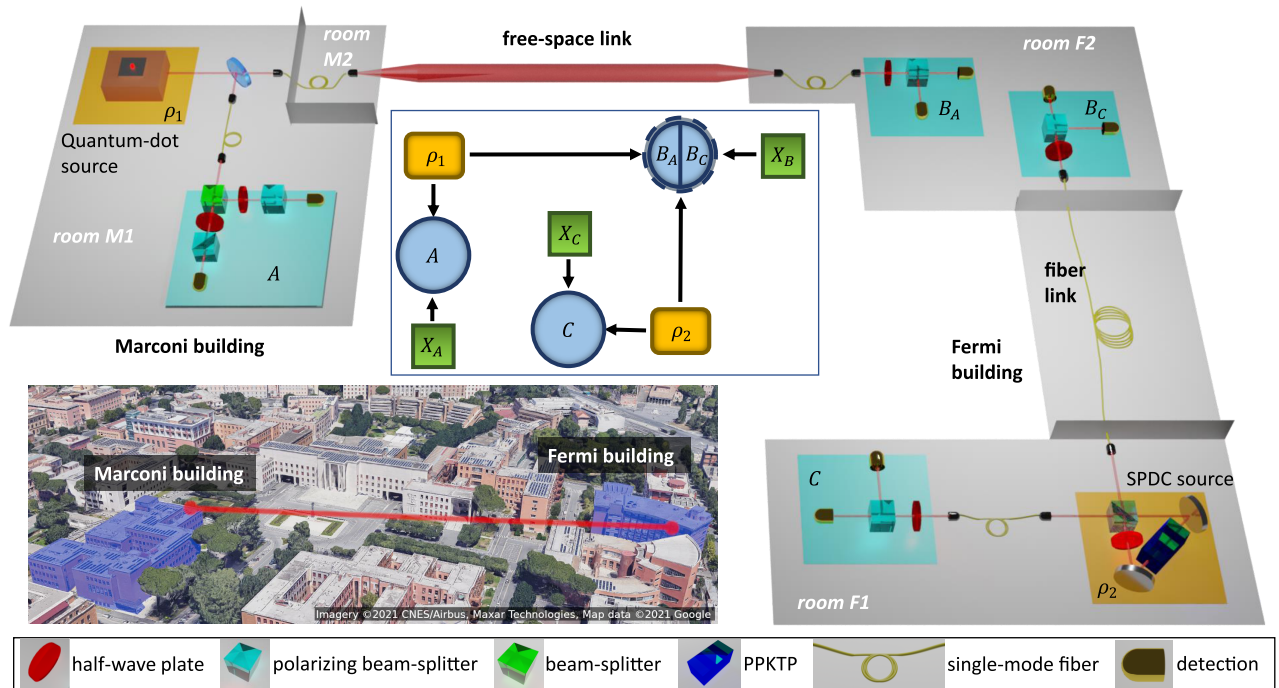 room
M2
free-space link
room F2
ρ₁
Quantum-dot
source
B_A
B_C
ρ₁
B_A B_C
X_B
room M1
A
A
X_C
X_A
C
ρ₂
fiber
link
Marconi building
Fermi
building
Marconi building
Fermi building
Imagery ©2021 CNES/Airbus, Maxar Technologies, Map data ©2021 Google
C
SPDC source
ρ₂
room F1
half-wave plate
polarizing beam-splitter
beam-splitter
PPKTP
single-mode fiber
detection